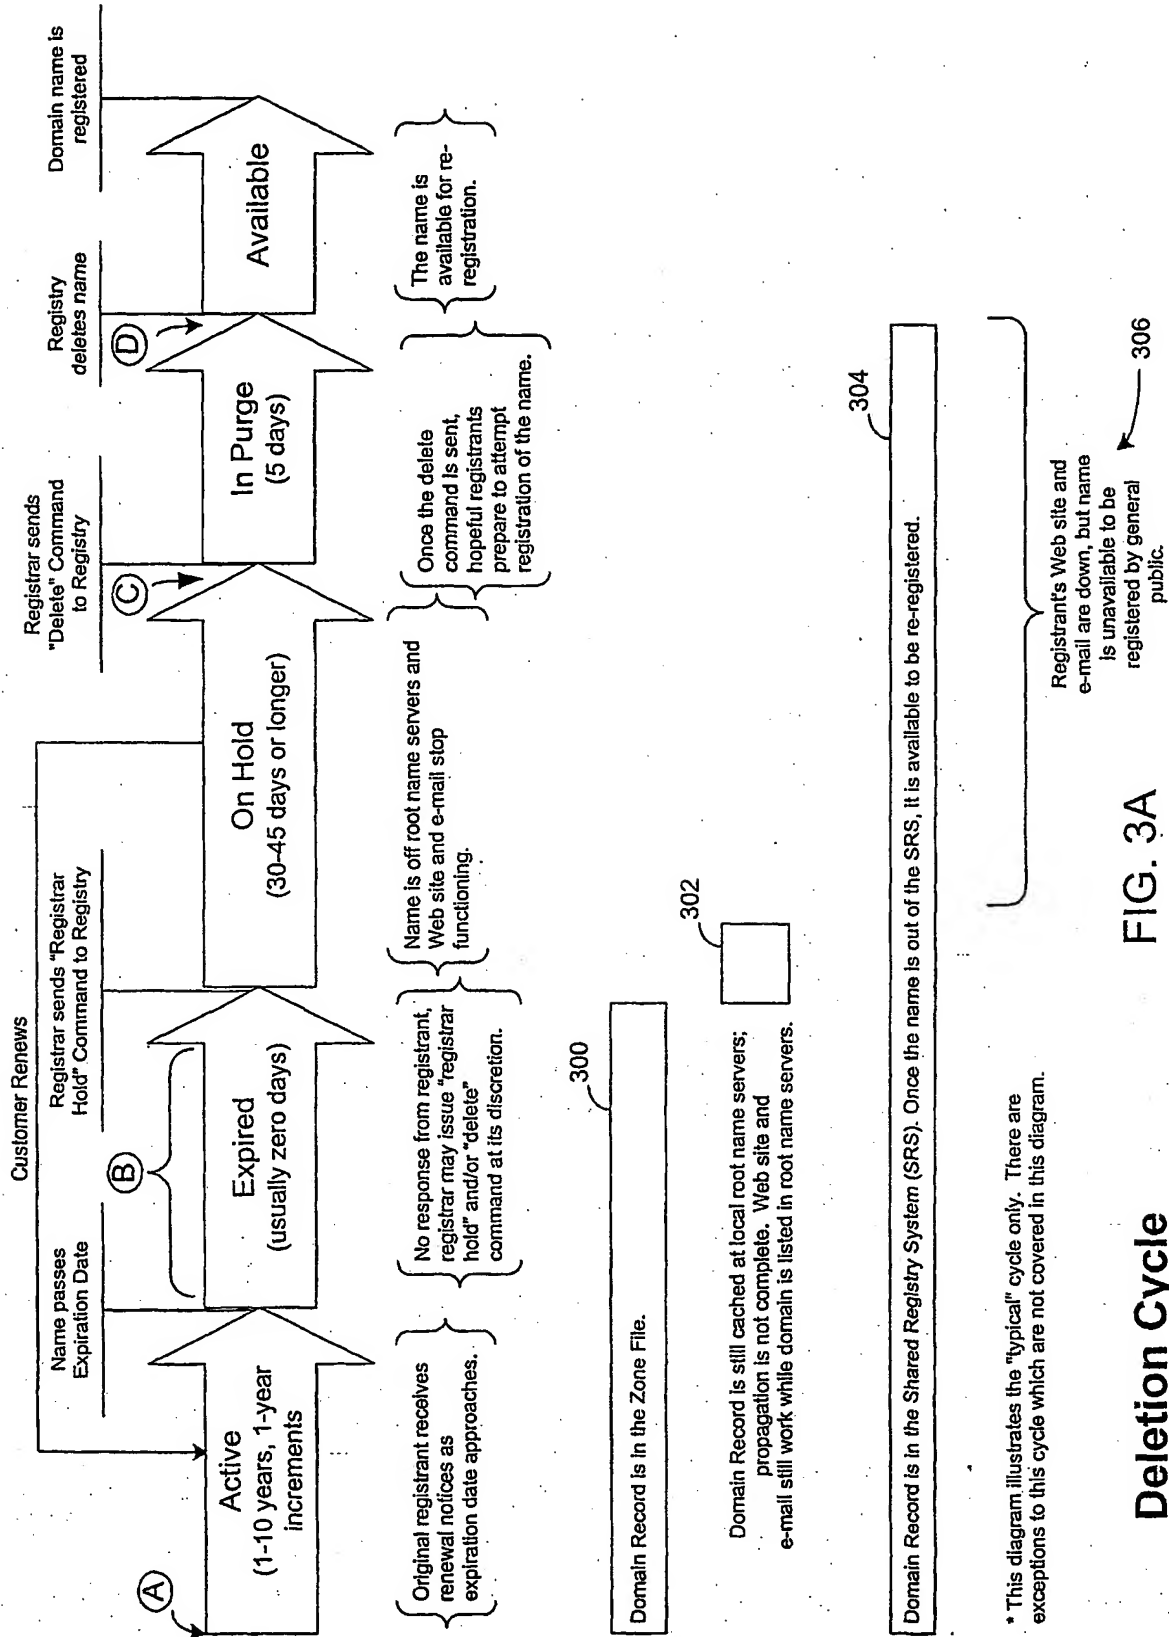 Customer Renews
Name passes
Expiration Date
Registrar sends "Registrar
Hold" Command to Registry
Registrar sends
"Delete" Command
to Registry
Registry
deletes name
Domain name is
registered
A
B
C
D
Active
(1-10 years, 1-year
increments
Expired
(usually zero days)
On Hold
(30-45 days or longer)
In Purge
(5 days)
Available
Original registrant receives
renewal notices as
expiration date approaches.
No response from registrant,
registrar may issue "registrar
hold" and/or "delete"
command at its discretion.
Name is off root name servers and
Web site and e-mail stop
functioning.
Once the delete
command is sent,
hopeful registrants
prepare to attempt
registration of the name.
The name is
available for re-
registration.
300
Domain Record is in the Zone File.
302
Domain Record is still cached at local root name servers;
propagation is not complete. Web site and
e-mail still work while domain is listed in root name servers.
304
Domain Record is in the Shared Registry System (SRS). Once the name is out of the SRS, it is available to be re-registered.
Registrant's Web site and
e-mail are down, but name
is unavailable to be
registered by general
public.
306
* This diagram illustrates the "typical" cycle only. There are
exceptions to this cycle which are not covered in this diagram.
Deletion Cycle
FIG. 3A